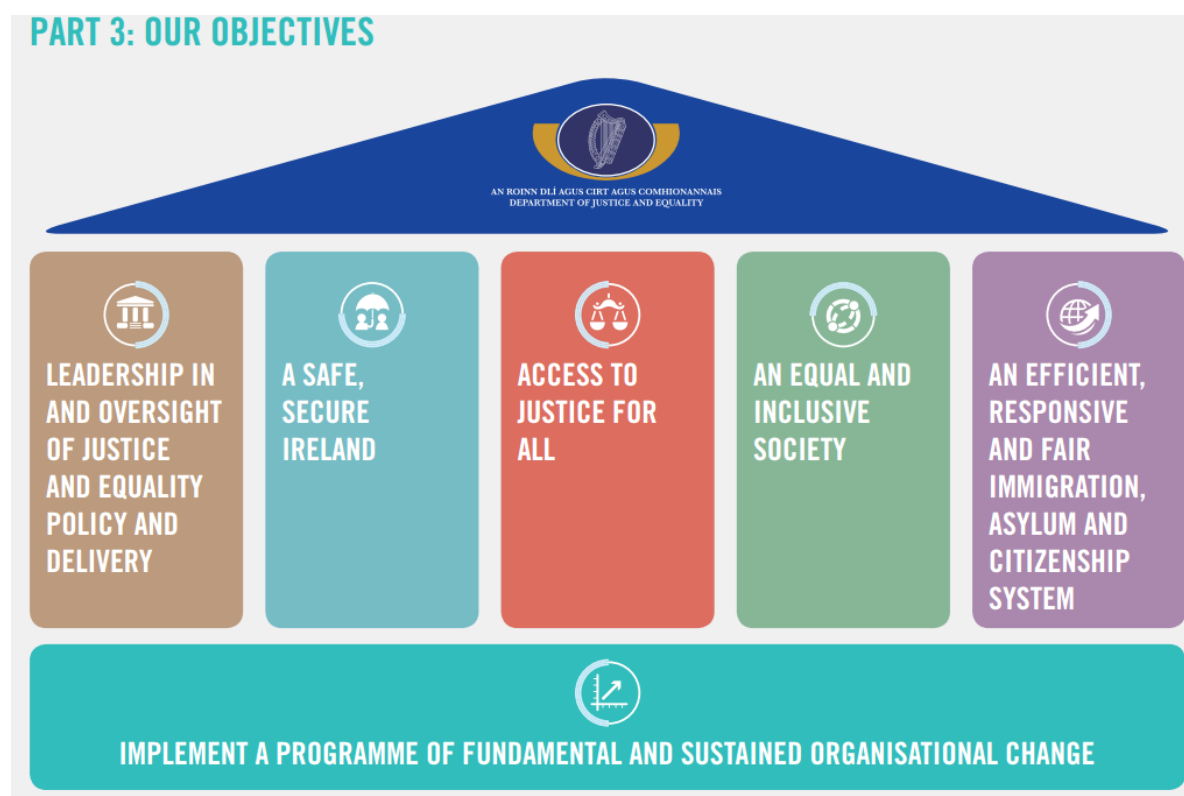 PART 3: OUR OBJECTIVES
AN ROINN DLÍ AGUS CIRT AGUS COMHIONANNAIS
DEPARTMENT OF JUSTICE AND EQUALITY
LEADERSHIP IN
AND OVERSIGHT
OF JUSTICE
AND EQUALITY
POLICY AND
DELIVERY
A SAFE,
SECURE
IRELAND
ACCESS TO
JUSTICE FOR
ALL
AN EQUAL AND
INCLUSIVE
SOCIETY
AN EFFICIENT,
RESPONSIVE
AND FAIR
IMMIGRATION,
ASYLUM AND
CITIZENSHIP
SYSTEM
IMPLEMENT A PROGRAMME OF FUNDAMENTAL AND SUSTAINED ORGANISATIONAL CHANGE